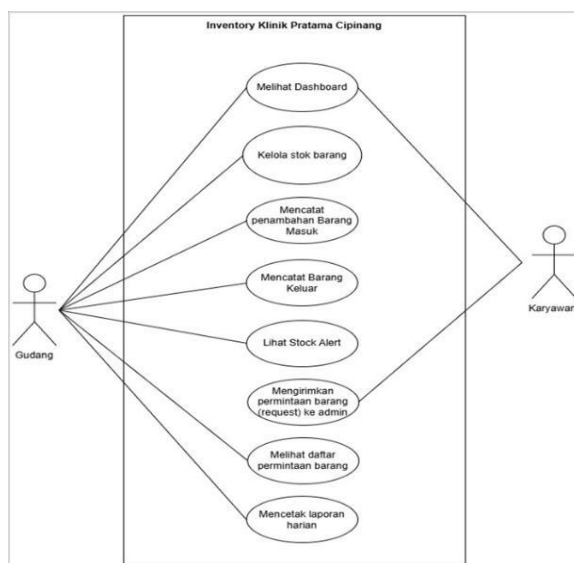 Inventory Klinik Pratama Cipinang
Melihat Dashboard
Kelola stok barang
Mencatat
penambahan Barang
Masuk
Mencatat Barang
Keluar
Lihat Stock Alert
Mengirimkan
permintaan barang
(request) ke admin
Melihat daftar
permintaan barang
Mencetak laporan
harian
Gudang
Karyawan